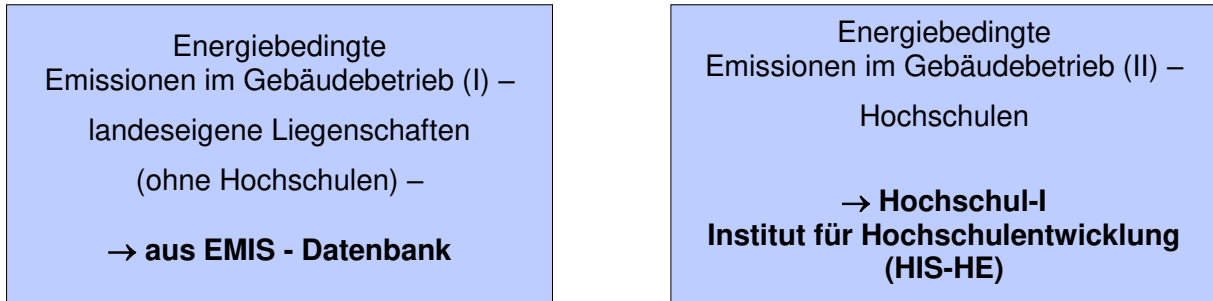 Energiebedingte
Emissionen im Gebäudebetrieb (I) –
landeseigene Liegenschaften
(ohne Hochschulen) –
→ aus EMIS - Datenbank
Energiebedingte
Emissionen im Gebäudebetrieb (II) –
Hochschulen
→ Hochschul-I
Institut für Hochschulentwicklung
(HIS-HE)